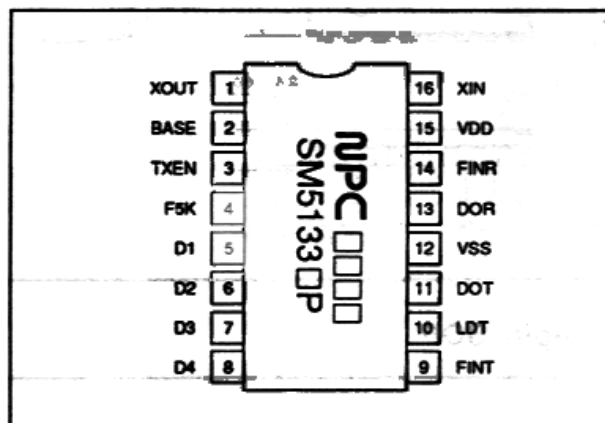 XOUT 1 16 XIN
BASE 2 15 VDD
TXEN 3 14 FINR
F5K 4 13 DOR
D1 5 12 VSS
D2 6 11 DOT
D3 7 10 LDT
D4 8 9 FINT
NPC
SM5133□P